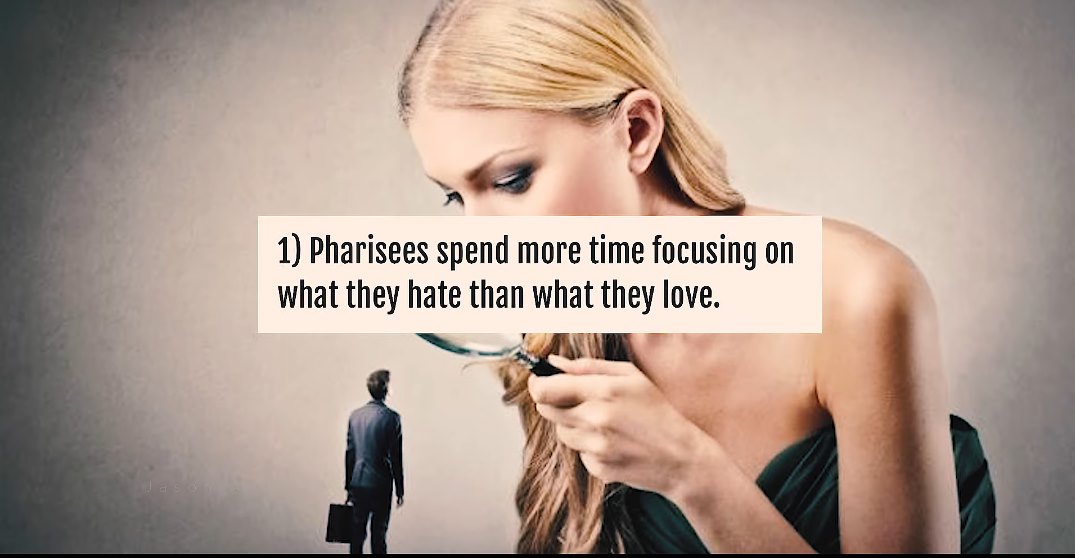 1) Pharisees spend more time focusing on
what they hate than what they love.